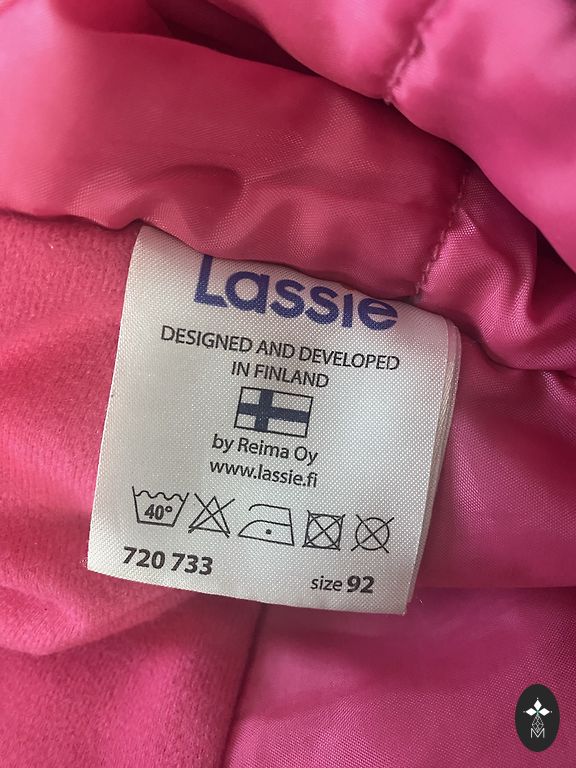 Lassie
DESIGNED AND DEVELOPED
IN FINLAND
by Reima Oy
www.lassie.fi
40°
720 733
size 92
M